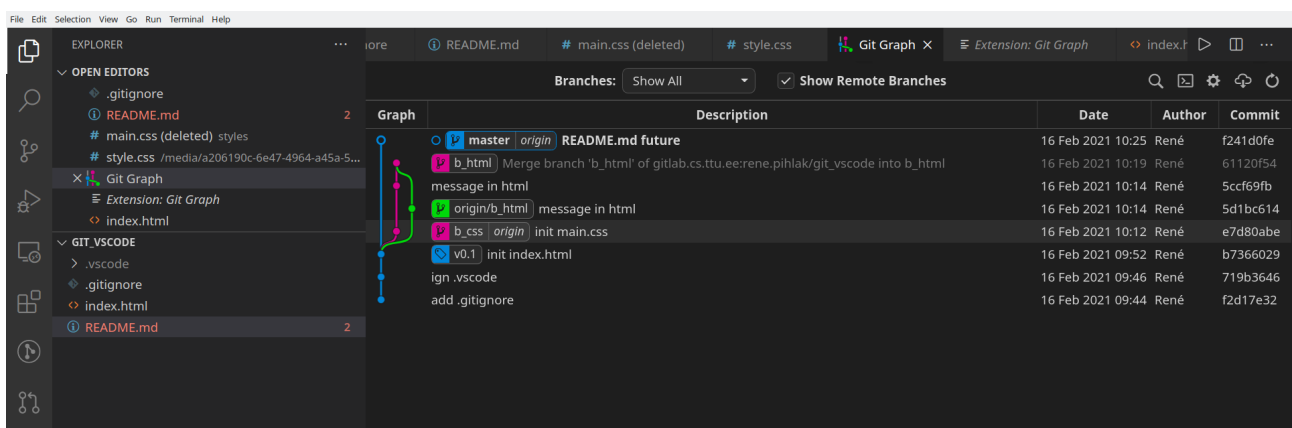 File Edit Selection View Go Run Terminal Help
EXPLORER ···
ore README.md # main.css (deleted) # style.css Git Graph × Extension: Git Graph <> index.h ···
OPEN EDITORS
.gitignore
README.md 2
# main.css (deleted) styles
# style.css /media/a206190c-6e47-4964-a45a-5...
× Git Graph
Extension: Git Graph
<> index.html
GIT_VSCODE
> .vscode
.gitignore
<> index.html
README.md 2
Branches: Show All Show Remote Branches
Graph Description Date Author Commit
master origin README.md future 16 Feb 2021 10:25 René f241d0fe
b_html Merge branch 'b_html' of gitlab.cs.ttu.ee:rene.pihlak/git_vscode into b_html 16 Feb 2021 10:19 René 61120f54
message in html 16 Feb 2021 10:14 René 5ccf69fb
origin/b_html message in html 16 Feb 2021 10:14 René 5d1bc614
b_css origin init main.css 16 Feb 2021 10:12 René e7d80abe
v0.1 init index.html 16 Feb 2021 09:52 René b7366029
ign .vscode 16 Feb 2021 09:46 René 719b3646
add .gitignore 16 Feb 2021 09:44 René f2d17e32